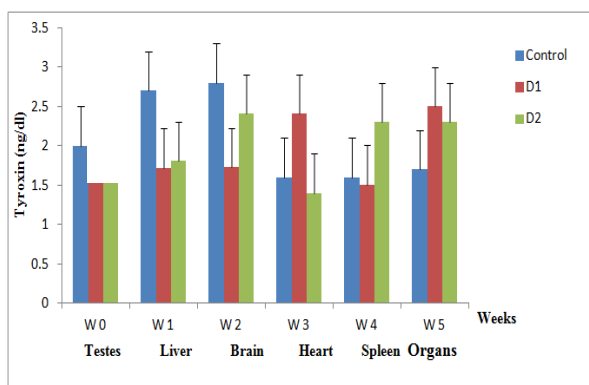 3.5
3
2.5
2
1.5
1
0.5
0
Tyroxin (ng/dl)
Control
D1
D2
W 0 W 1 W 2 W 3 W 4 W 5 Weeks
Testes Liver Brain Heart Spleen Organs